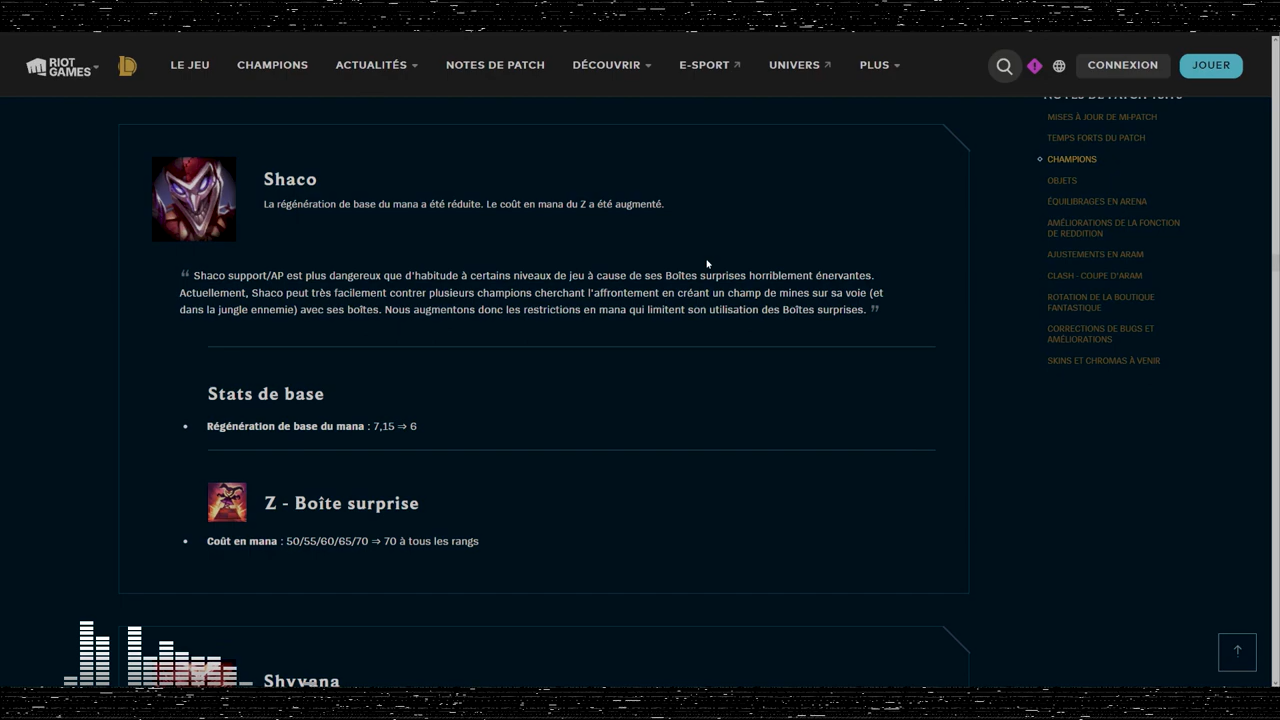 RIOT GAMES
LE JEU
CHAMPIONS
ACTUALITÉS
NOTES DE PATCH
DÉCOUVRIR
E-SPORT
UNIVERS
PLUS
CONNEXION
JOUER
Shaco
La régénération de base du mana a été réduite. Le coût en mana du Z a été augmenté.
“ Shaco support/AP est plus dangereux que d'habitude à certains niveaux de jeu à cause de ses Boîtes surprises horriblement énervantes.
Actuellement, Shaco peut très facilement contrer plusieurs champions cherchant l'affrontement en créant un champ de mines sur sa voie (et
dans la jungle ennemie) avec ses boîtes. Nous augmentons donc les restrictions en mana qui limitent son utilisation des Boîtes surprises. ”
Stats de base
• Régénération de base du mana : 7,15 ⇒ 6
Z - Boîte surprise
• Coût en mana : 50/55/60/65/70 ⇒ 70 à tous les rangs
Shyvana
MISES À JOUR DE MI-PATCH
TEMPS FORTS DU PATCH
CHAMPIONS
OBJETS
ÉQUILIBRAGES EN ARENA
AMÉLIORATIONS DE LA FONCTION
DE REDDITION
AJUSTEMENTS EN ARAM
CLASH - COUPE D'ARAM
ROTATION DE LA BOUTIQUE
FANTASTIQUE
CORRECTIONS DE BUGS ET
AMÉLIORATIONS
SKINS ET CHROMAS À VENIR